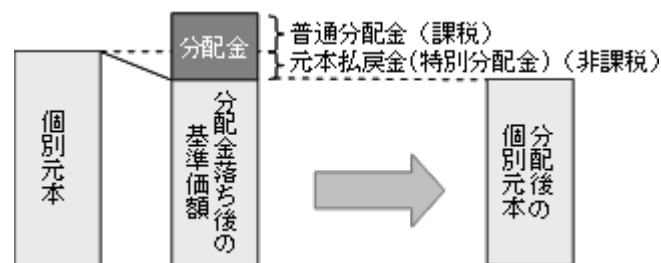 分配金
普通分配金（課税）
元本払戻金(特別分配金)（非課税）
個別元本
分配金落ち後の
基準価額
分配後の
個別元本